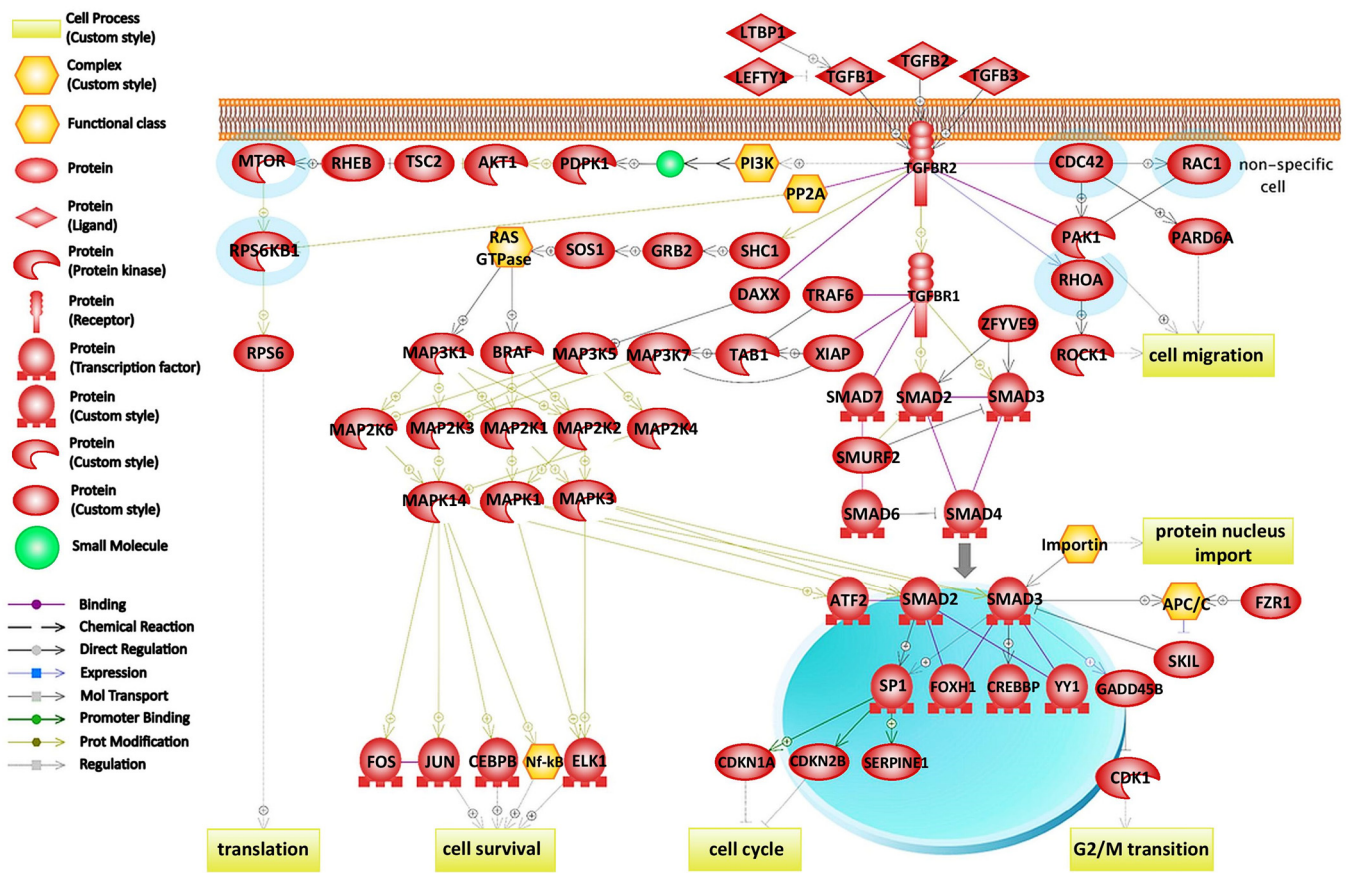 Cell Process
(Custom style)
Complex
(Custom style)
Functional class
Protein
Protein
(Ligand)
Protein
(Protein kinase)
Protein
(Receptor)
Protein
(Transcription factor)
Protein
(Custom style)
Protein
(Custom style)
Protein
(Custom style)
Small Molecule
Binding
Chemical Reaction
Direct Regulation
Expression
Mol Transport
Promoter Binding
Prot Modification
Regulation
LTBP1
LEFTY1
TGFB1
TGFB2
TGFB3
MTOR
RHEB
TSC2
AKT1
PDPK1
PI3K
TGFBR2
CDC42
RAC1
non-specific
cell
PP2A
RPS6KB1
RAS
GTPase
SOS1
GRB2
SHC1
PAK1
PARD6A
RHOA
DAXX
TRAF6
TGFBR1
ZFYVE9
RPS6
MAP3K1
BRAF
MAP3K5
MAP3K7
TAB1
XIAP
ROCK1
cell migration
SMAD7
SMAD2
SMAD3
MAP2K6
MAP2K3
MAP2K1
MAP2K2
MAP2K4
SMURF2
MAPK14
MAPK1
MAPK3
SMAD6
SMAD4
Importin
protein nucleus
import
ATF2
SMAD2
SMAD3
APC/C
FZR1
SKIL
SP1
FOXH1
CREBBP
YY1
GADD45B
FOS
JUN
CEBPB
Nf-kB
ELK1
CDKN1A
CDKN2B
SERPINE1
CDK1
translation
cell survival
cell cycle
G2/M transition